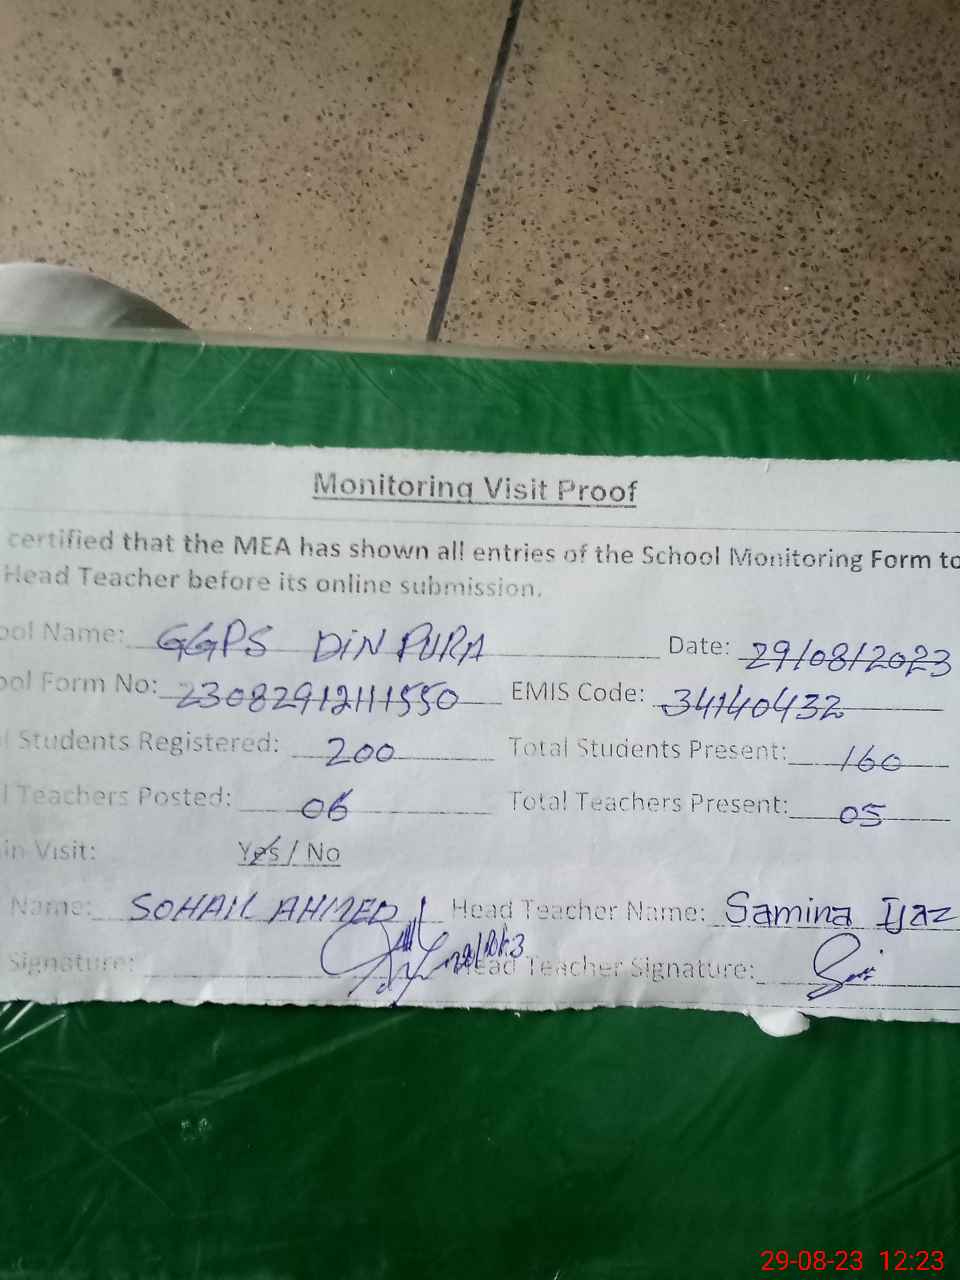 Monitoring Visit Proof
certified that the MEA has shown all entries of the School Monitoring Form to
Head Teacher before its online submission.
ool Name: GGPS DIN PURA Date: 29/08/2023
ool Form No: EMIS Code: 34140432
l Students Registered: 200 Total Students Present: 160
l Teachers Posted: 06 Total Teachers Present: 05
in Visit: Yes / No
Name: SOHAIL AHMED Head Teacher Name: Samina Ijaz
Signature: Head Teacher Signature:
29-08-23 12:23